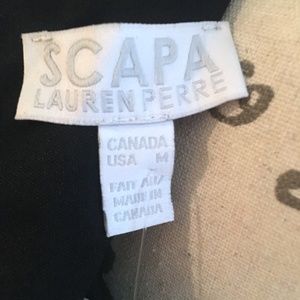 SCAPA
LAUREN PERRE
CANADA
USA M
FAIT AU/
MADE IN
CANADA